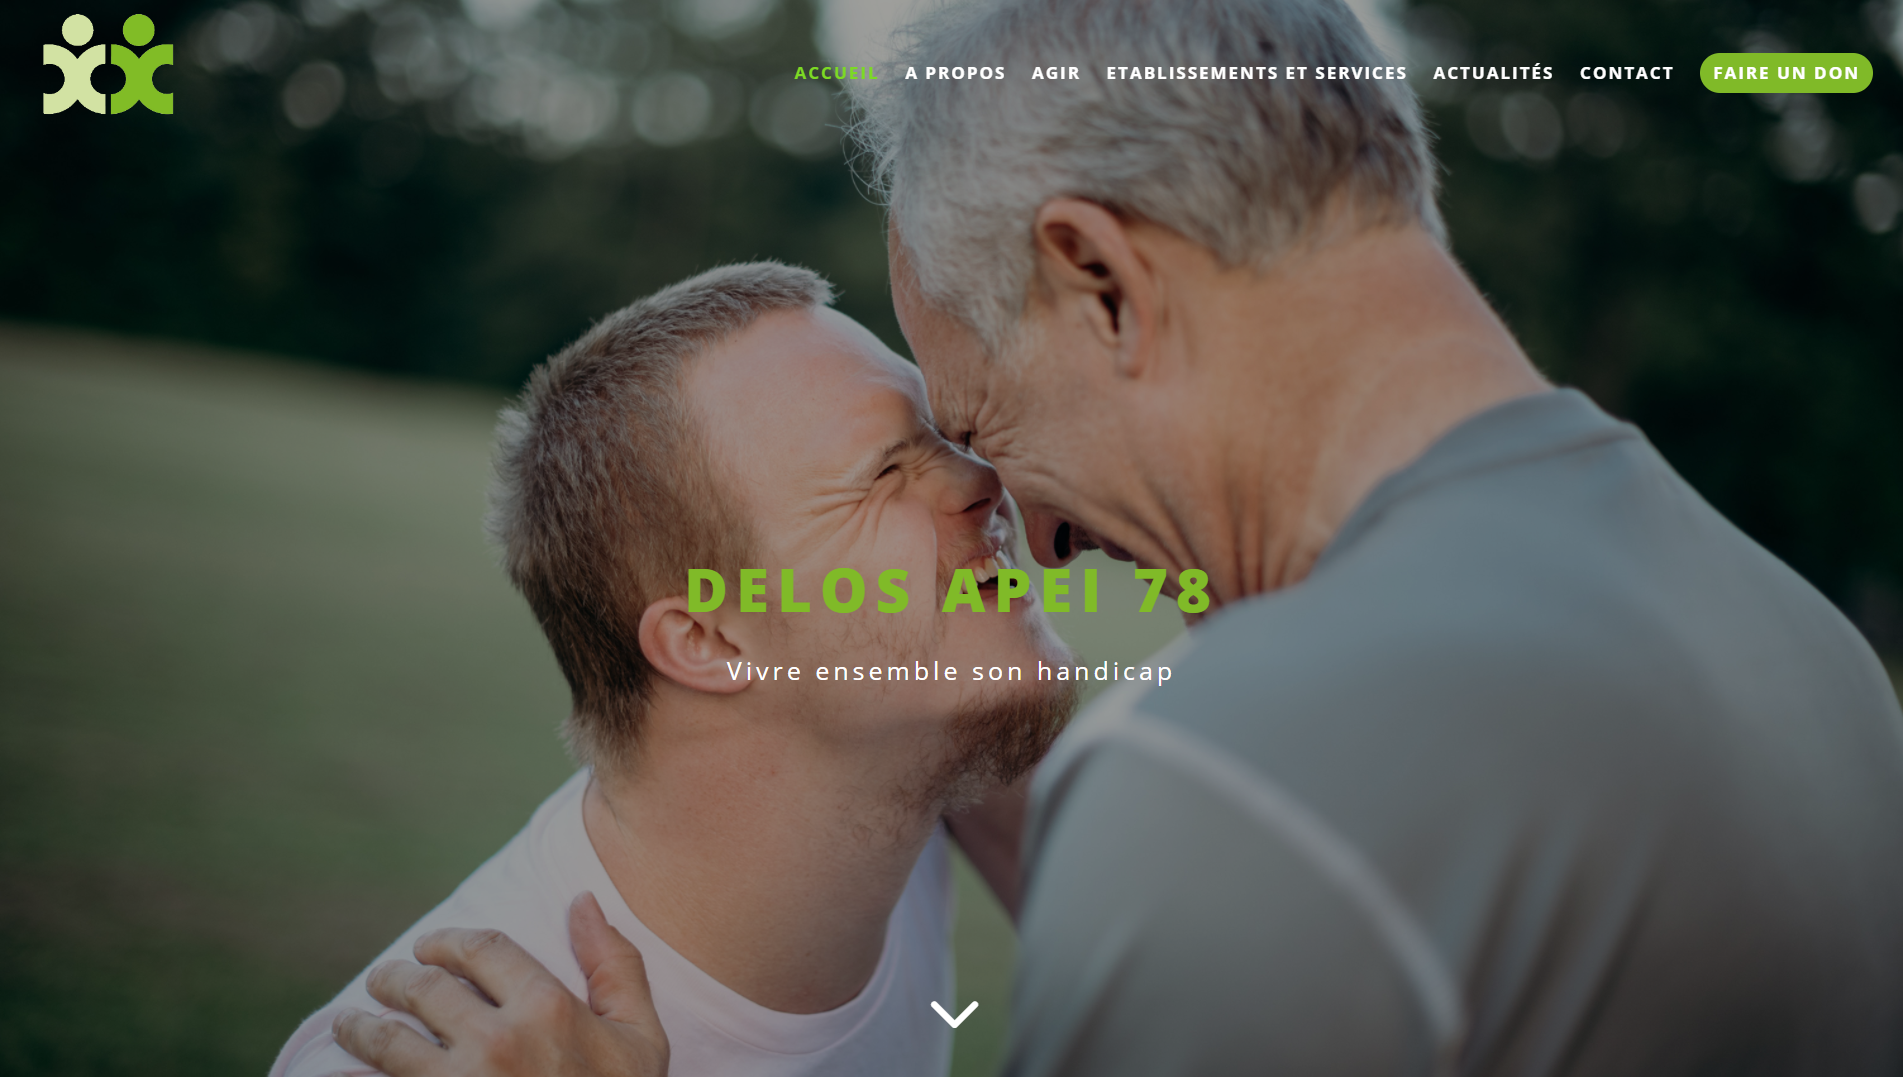 ACCUEIL A PROPOS AGIR ETABLISSEMENTS ET SERVICES ACTUALITÉS CONTACT FAIRE UN DON
DELOS APEI 78
Vivre ensemble son handicap